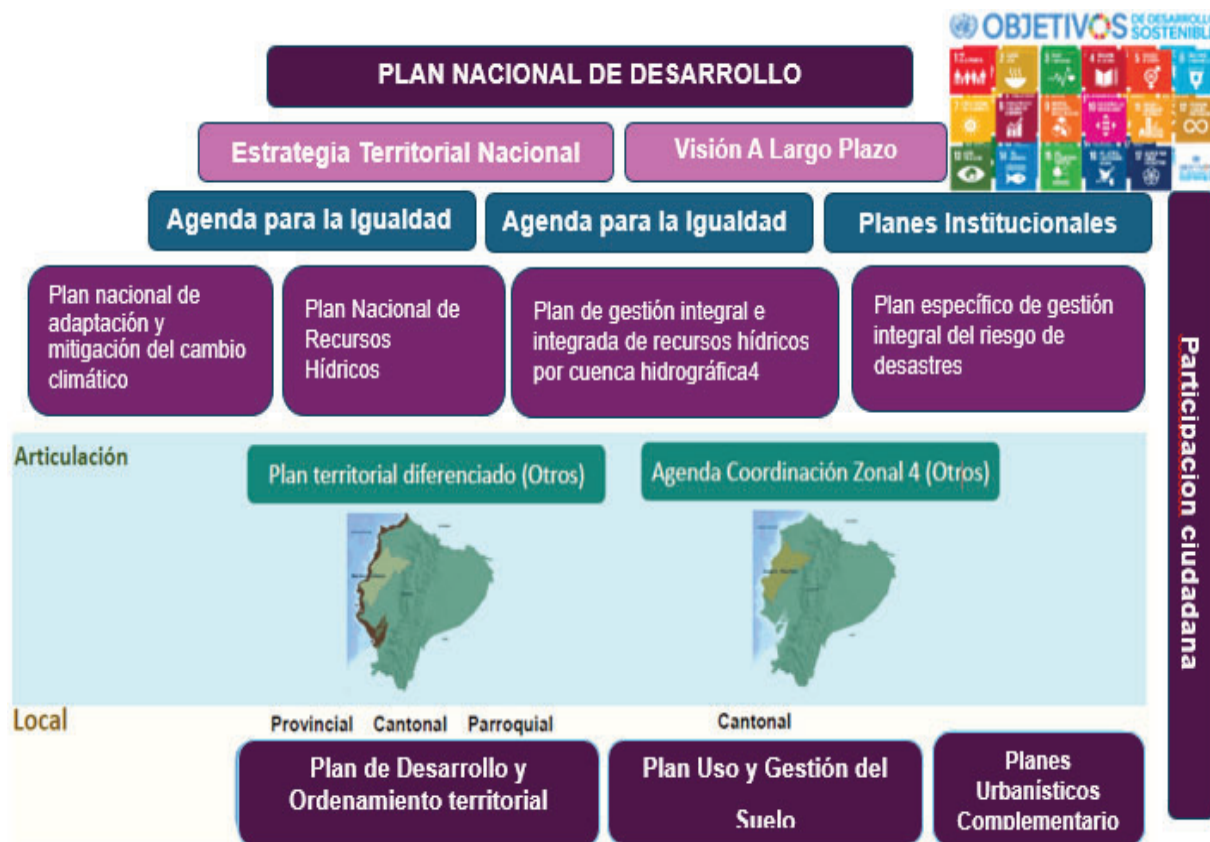 OBJETIVOS DE DESARROLLO
SOSTENIBLE
PLAN NACIONAL DE DESARROLLO
Estrategia Territorial Nacional
Visión A Largo Plazo
Agenda para la Igualdad
Agenda para la Igualdad
Planes Institucionales
Plan nacional de
adaptación y
mitigación del cambio
climático
Plan Nacional de
Recursos
Hídricos
Plan de gestión integral e
integrada de recursos hídricos
por cuenca hidrográfica4
Plan específico de gestión
integral del riesgo de
desastres
Participacion ciudadana
Articulación
Plan territorial diferenciado (Otros)
Agenda Coordinación Zonal 4 (Otros)
Local
Provincial Cantonal Parroquial
Cantonal
Plan de Desarrollo y
Ordenamiento territorial
Plan Uso y Gestión del
Suelo
Planes
Urbanísticos
Complementario